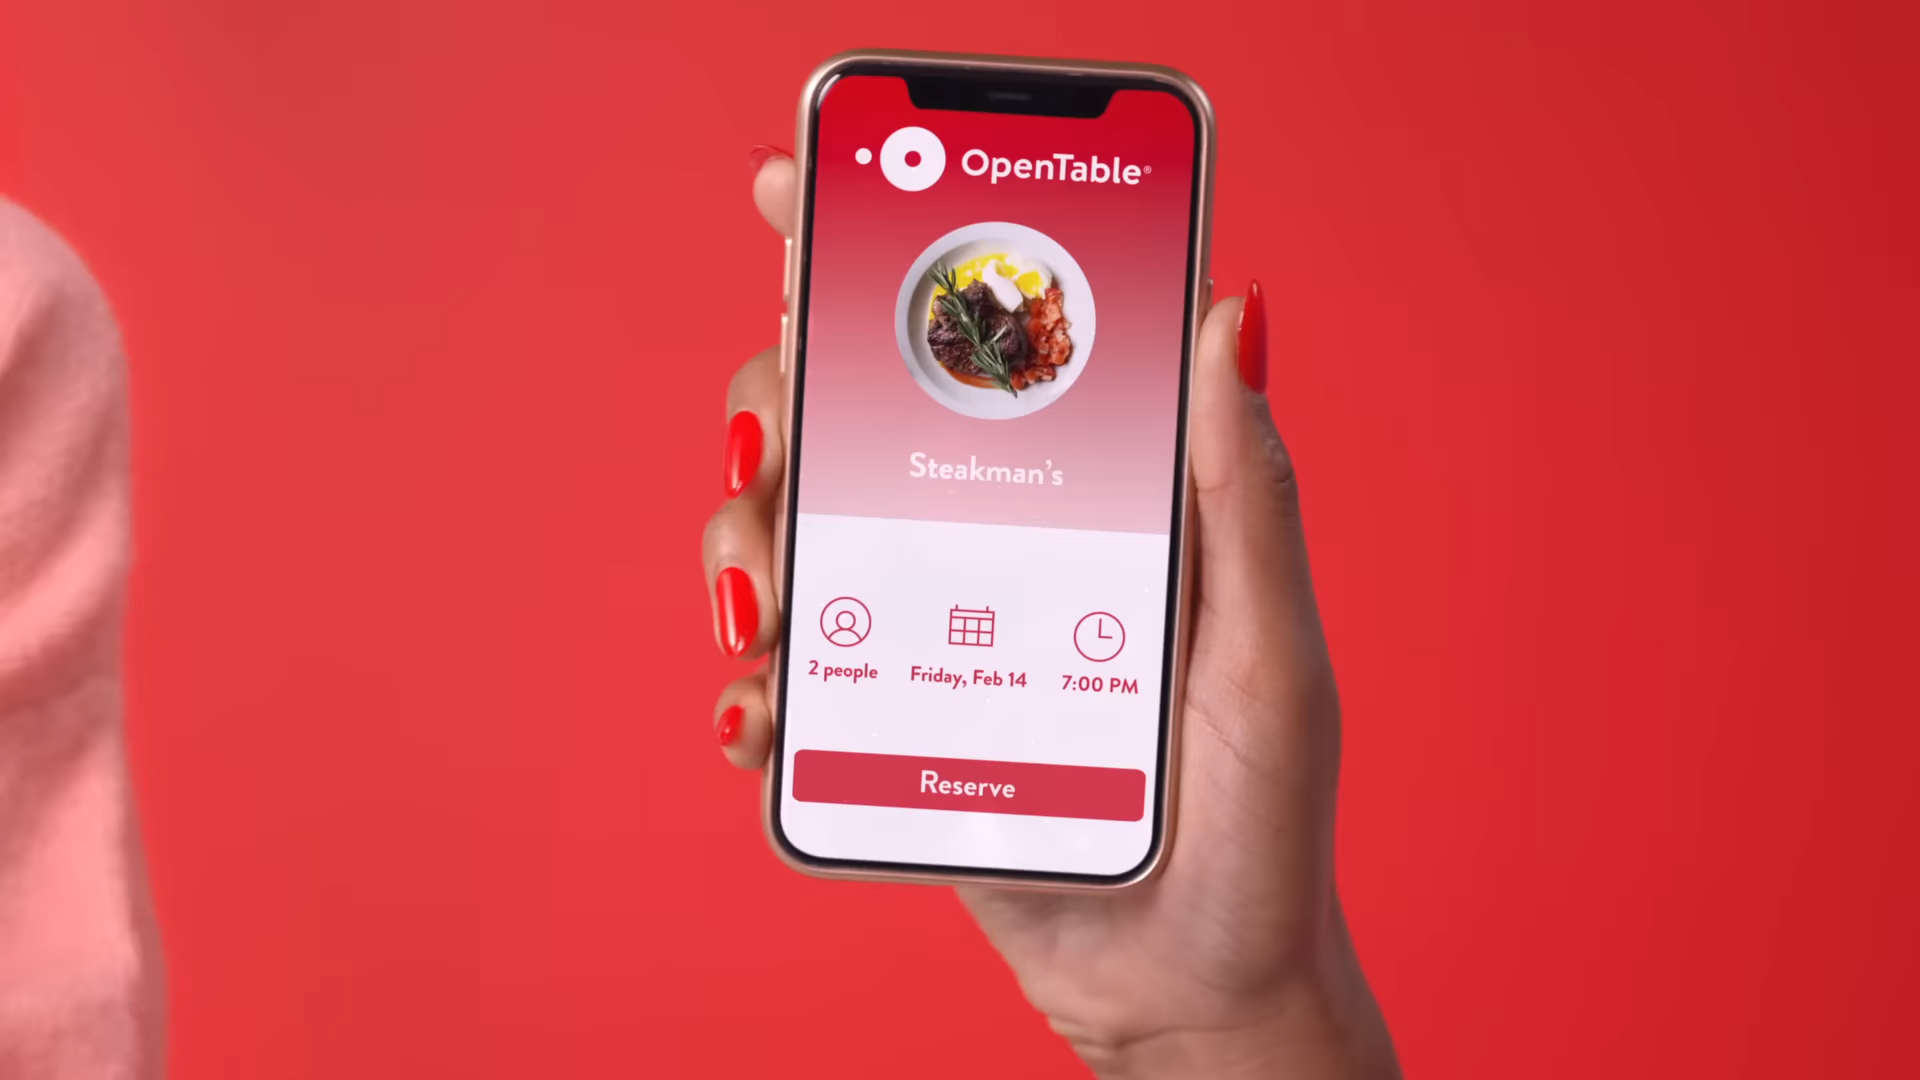 OpenTable®
Steakman's
2 people
Friday, Feb 14
7:00 PM
Reserve